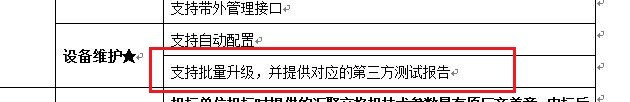 支持带外管理接口
支持自动配置
设备维护★
支持批量升级，并提供对应的第三方测试报告